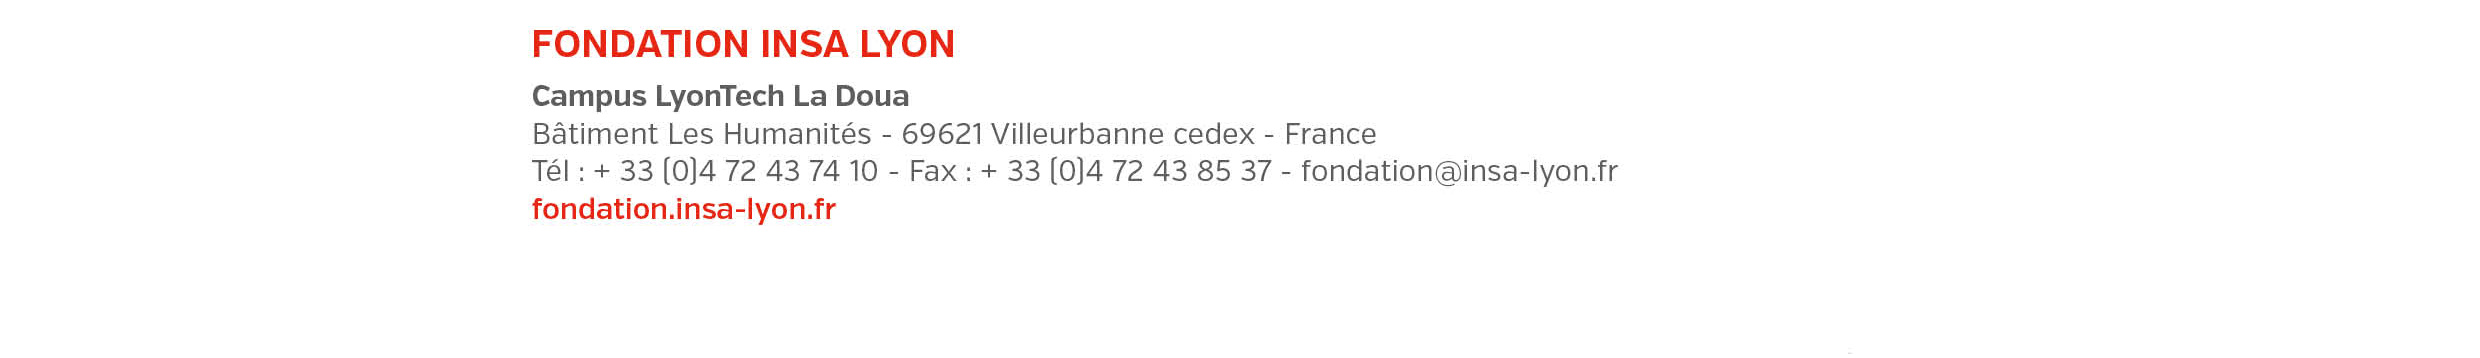 FONDATION INSA LYON
Campus LyonTech La Doua
Bâtiment Les Humanités - 69621 Villeurbanne cedex - France
Tél : + 33 (0)4 72 43 74 10 - Fax : + 33 (0)4 72 43 85 37 - fondation@insa-lyon.fr
fondation.insa-lyon.fr